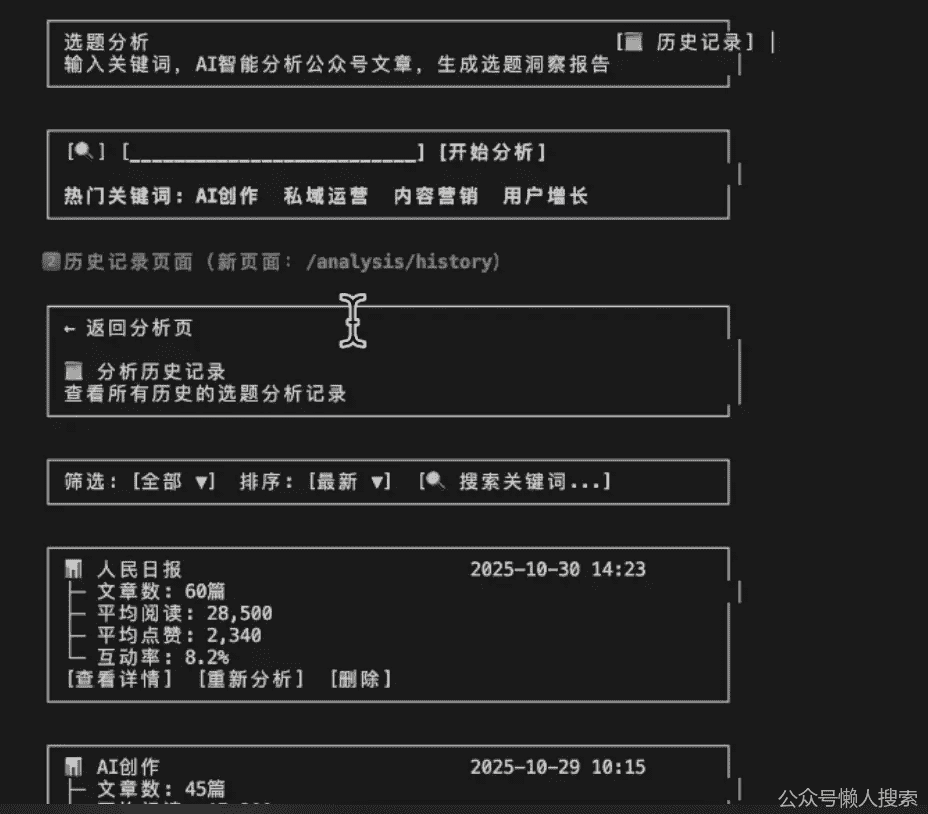 选题分析 [📋 历史记录] |
输入关键词，AI智能分析公众号文章，生成选题洞察报告
[🔍] [__________________________] [开始分析]
热门关键词: AI创作 私域运营 内容营销 用户增长
2️⃣历史记录页面（新页面: /analysis/history）
← 返回分析页
📋 分析历史记录
查看所有历史的选题分析记录
筛选: [全部 ▼] 排序: [最新 ▼] [🔍 搜索关键词...]
📊 人民日报 2025-10-30 14:23
├─ 文章数: 60篇
├─ 平均阅读: 28,500
├─ 平均点赞: 2,340
└─ 互动率: 8.2%
[查看详情] [重新分析] [删除]
📊 AI创作 2025-10-29 10:15
├─ 文章数: 45篇
公众号懒人搜索